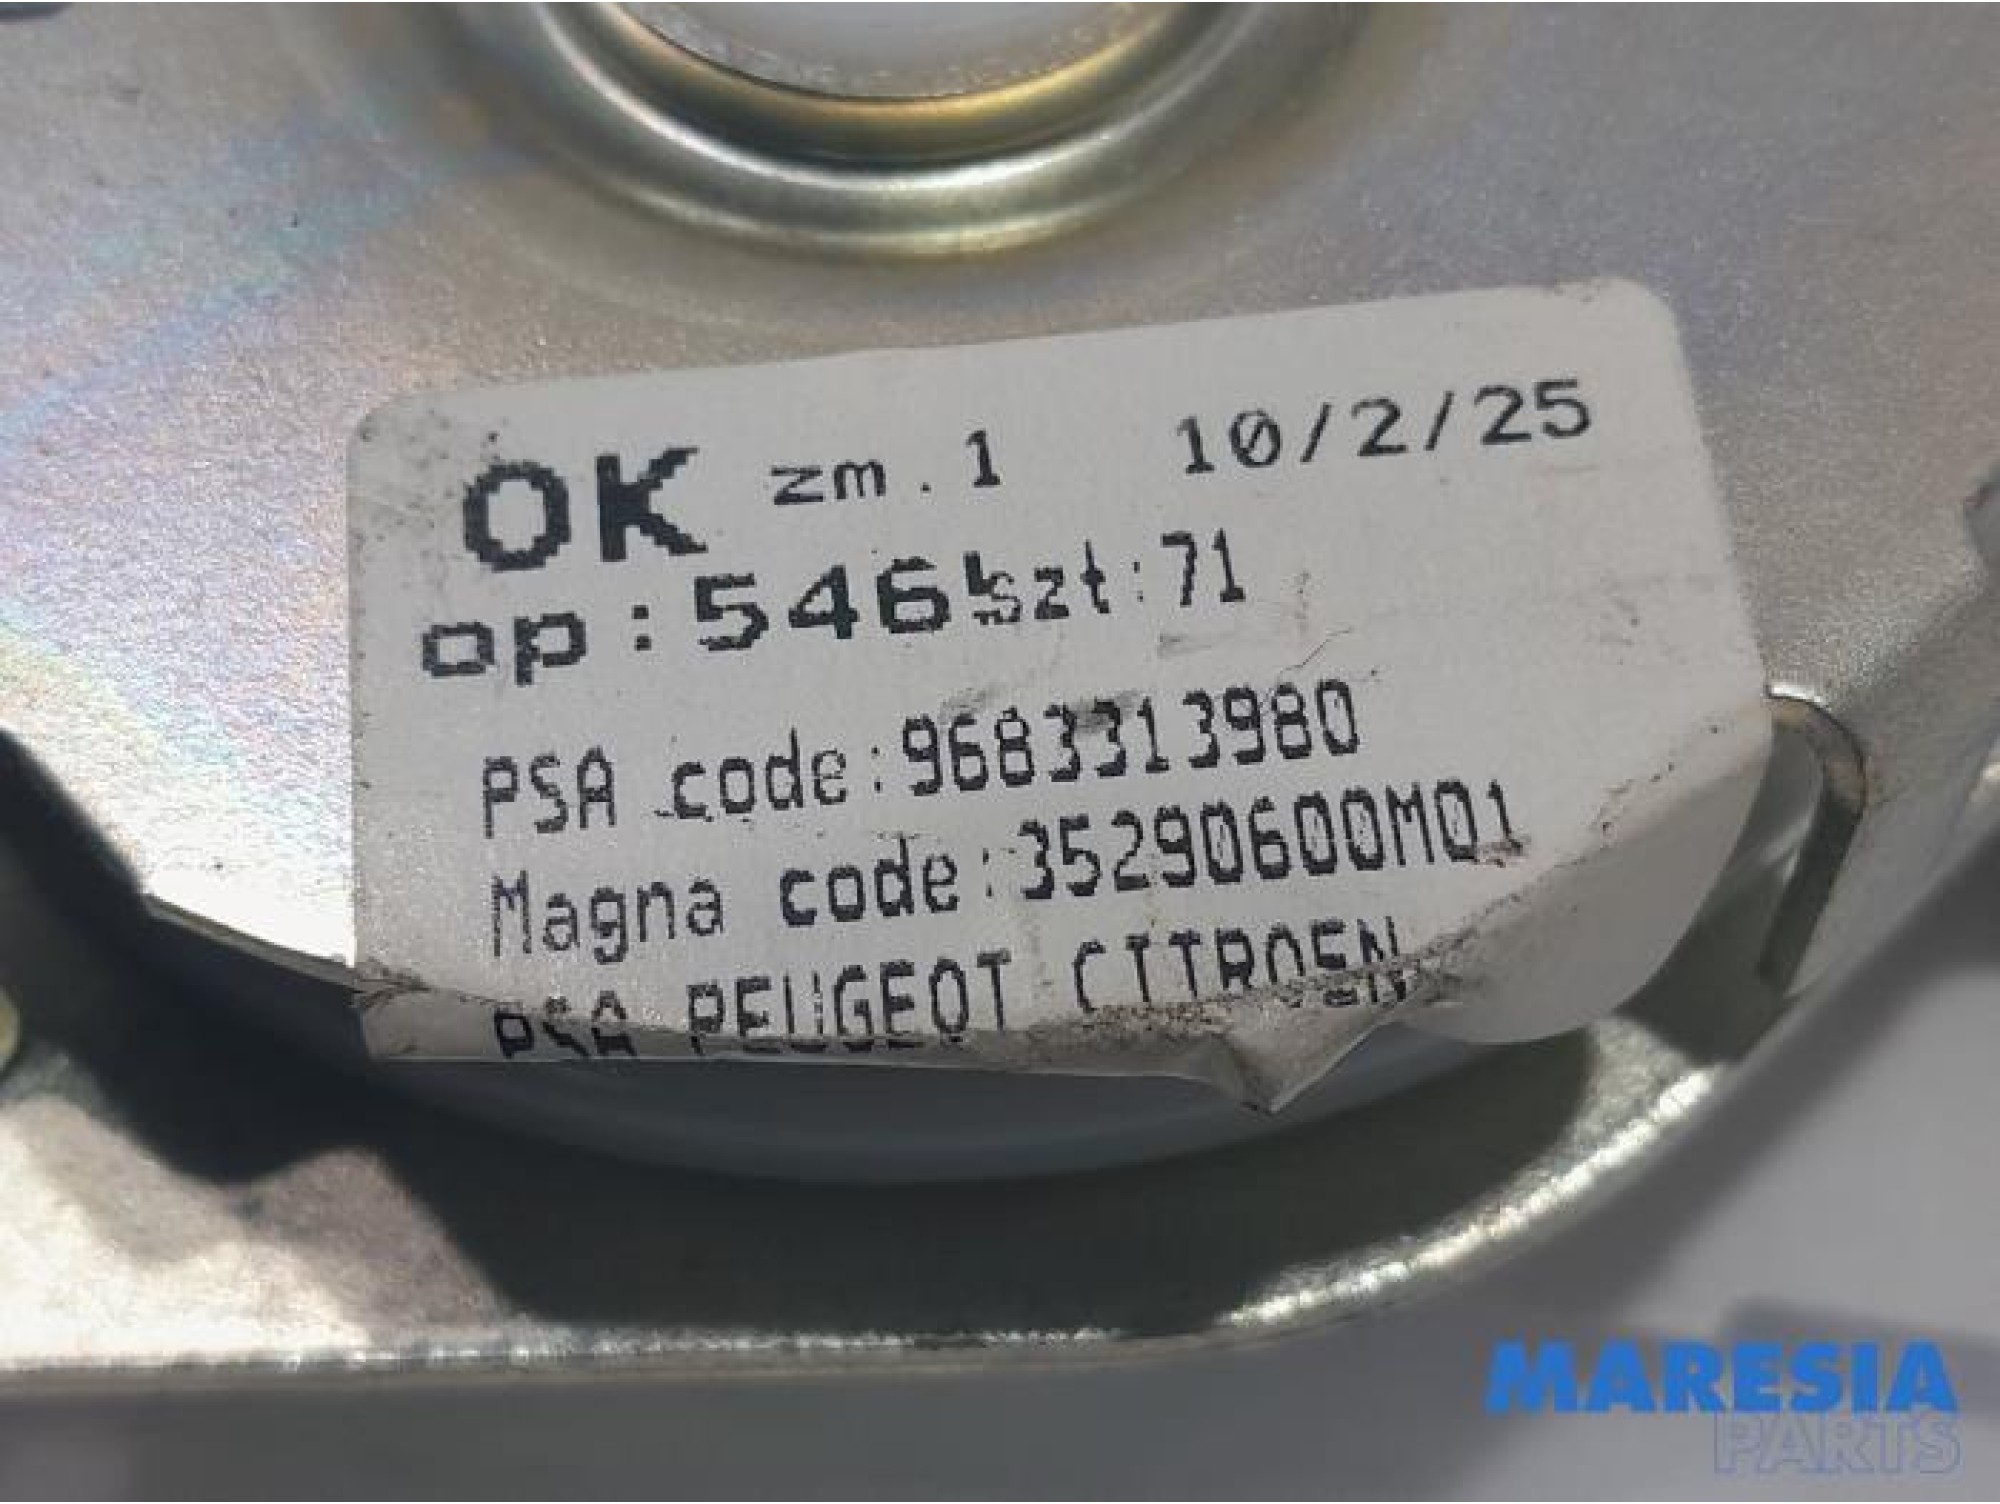 OK zm. 1 10/2/25
op:546 szt:71
PSA code:9683313980
Magna code:35290600M01
PSA PEUGEOT CITROEN
MARESIA
PARTS